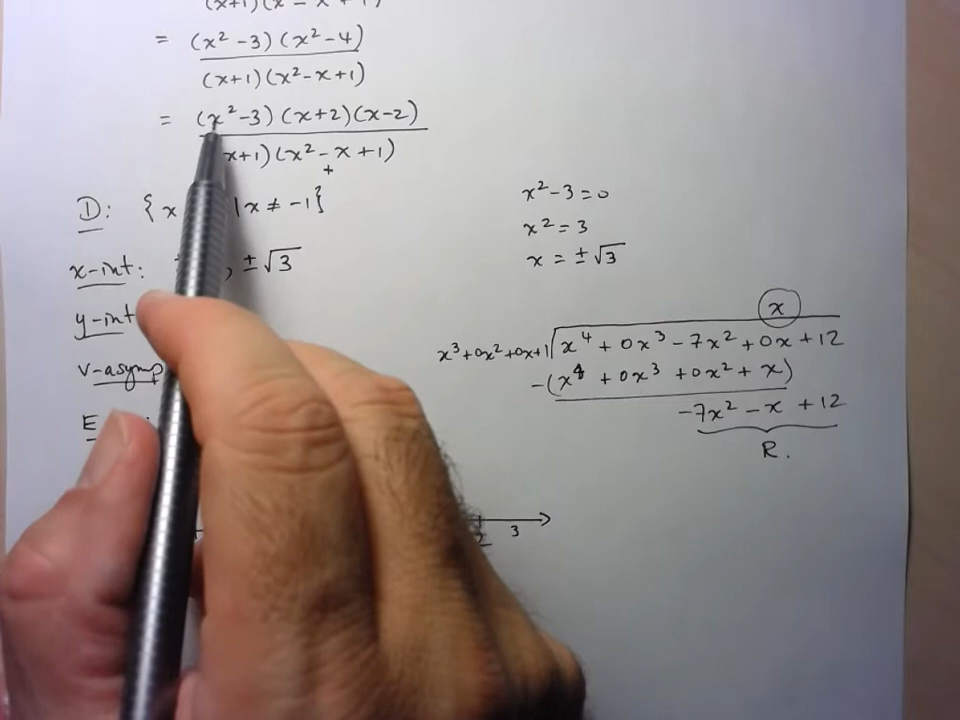 = (x² - 3) (x² - 4)
(x+1) (x² - x + 1)
= (x² - 3) (x+2) (x-2)
x+1) (x² - x + 1)
+
D: {x | x ≠ -1}
x-int: , ±√3
y-int
V-asymp
E
x² - 3 = 0
x² = 3
x = ±√3
x
x³ + 0x² + 0x + 1 x⁴ + 0x³ - 7x² + 0x + 12
-(x⁴ + 0x³ + 0x² + x)
-7x² - x + 12
R.
3